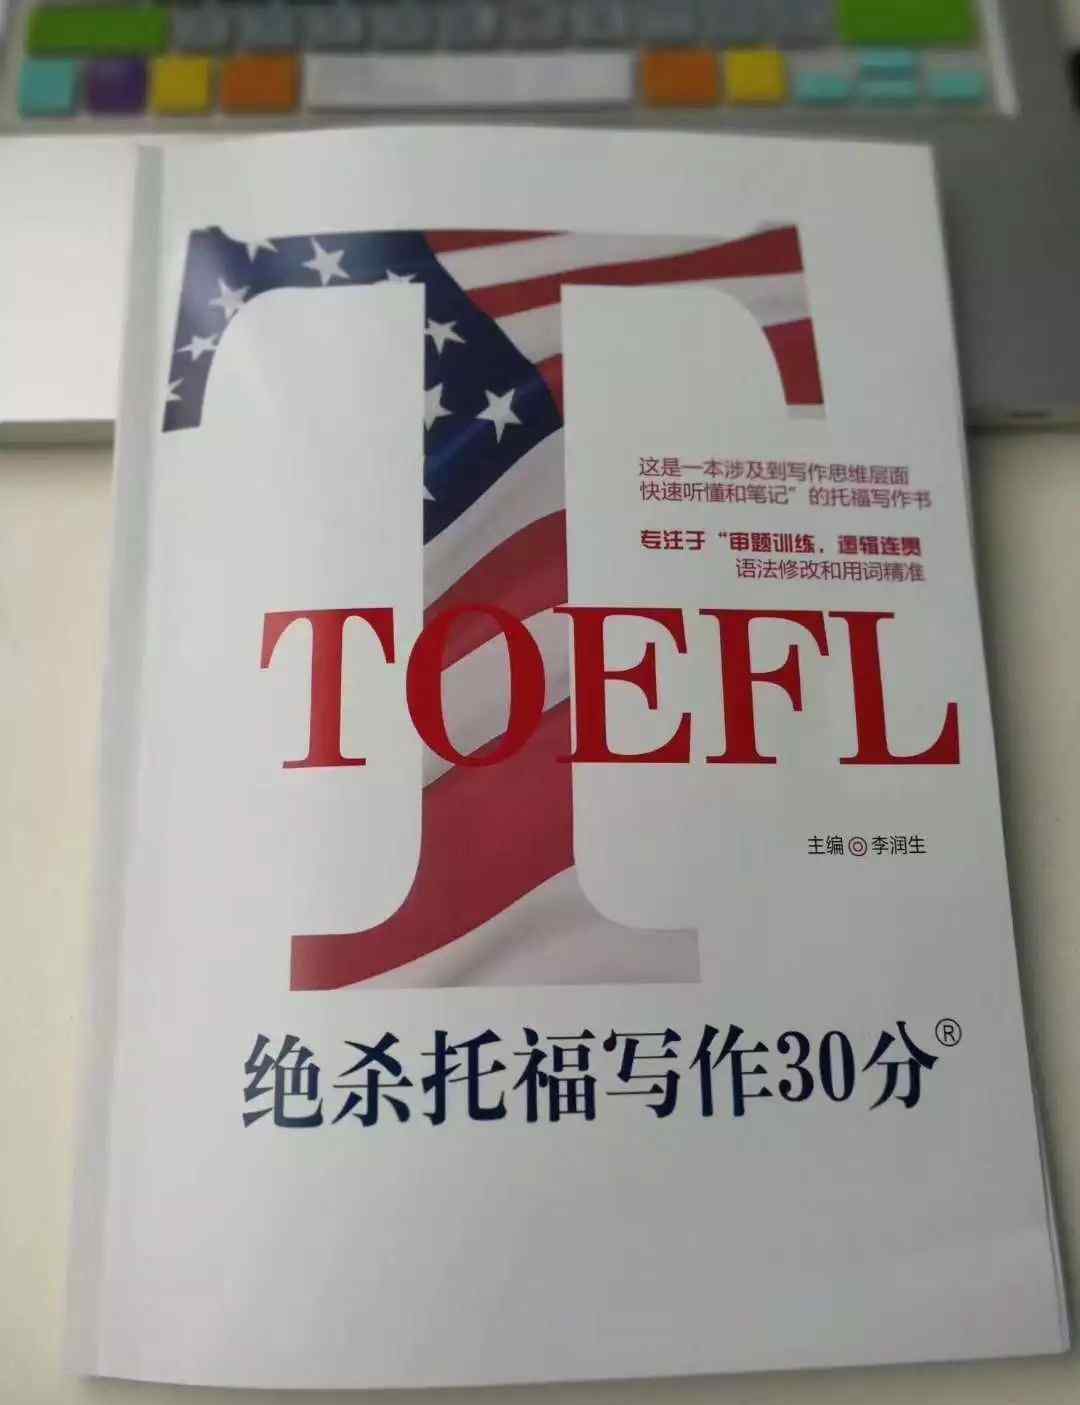 这是一本涉及到写作思维层面
快速听懂和笔记”的托福写作书
专注于“审题训练，逻辑连贯
语法修改和用词精准
TOEFL
主编◎李润生
绝杀托福写作30分®